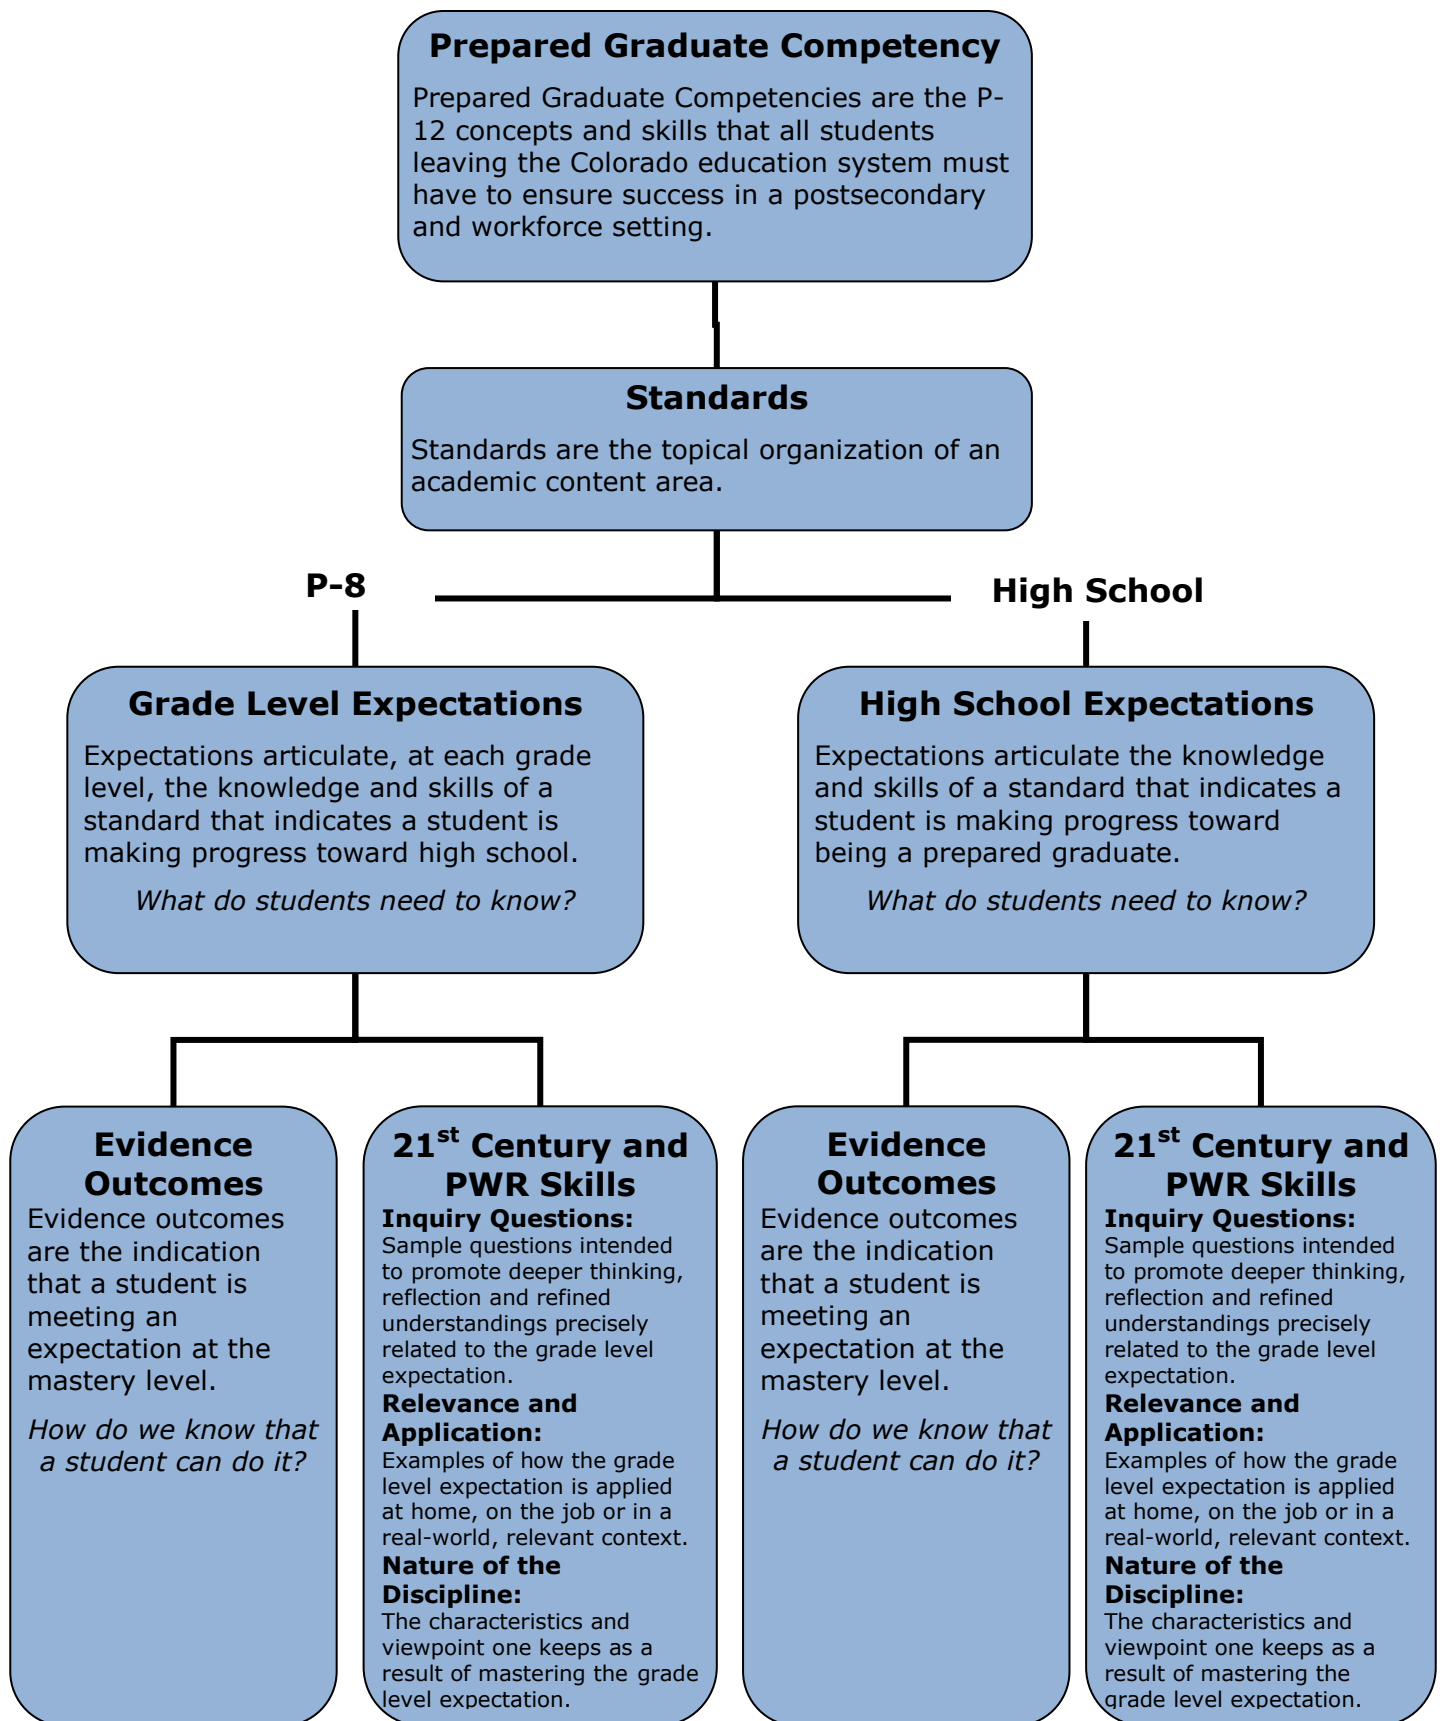 Prepared Graduate Competency
Prepared Graduate Competencies are the P-
12 concepts and skills that all students
leaving the Colorado education system must
have to ensure success in a postsecondary
and workforce setting.
Standards
Standards are the topical organization of an
academic content area.
P-8
High School
Grade Level Expectations
Expectations articulate, at each grade
level, the knowledge and skills of a
standard that indicates a student is
making progress toward high school.
What do students need to know?
High School Expectations
Expectations articulate the knowledge
and skills of a standard that indicates a
student is making progress toward
being a prepared graduate.
What do students need to know?
Evidence
Outcomes
Evidence outcomes
are the indication
that a student is
meeting an
expectation at the
mastery level.
How do we know that
a student can do it?
21st Century and
PWR Skills
Inquiry Questions:
Sample questions intended
to promote deeper thinking,
reflection and refined
understandings precisely
related to the grade level
expectation.
Relevance and
Application:
Examples of how the grade
level expectation is applied
at home, on the job or in a
real-world, relevant context.
Nature of the
Discipline:
The characteristics and
viewpoint one keeps as a
result of mastering the grade
level expectation.
Evidence
Outcomes
Evidence outcomes
are the indication
that a student is
meeting an
expectation at the
mastery level.
How do we know that
a student can do it?
21st Century and
PWR Skills
Inquiry Questions:
Sample questions intended
to promote deeper thinking,
reflection and refined
understandings precisely
related to the grade level
expectation.
Relevance and
Application:
Examples of how the grade
level expectation is applied
at home, on the job or in a
real-world, relevant context.
Nature of the
Discipline:
The characteristics and
viewpoint one keeps as a
result of mastering the
grade level expectation.